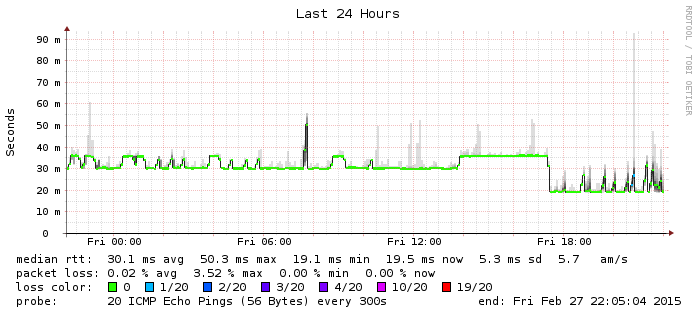 Last 24 Hours
RRDTOOL / TOBI OETIKER
Seconds
90 m
80 m
70 m
60 m
50 m
40 m
30 m
20 m
10 m
0
Fri 00:00 Fri 06:00 Fri 12:00 Fri 18:00
median rtt: 30.1 ms avg 50.3 ms max 19.1 ms min 19.5 ms now 5.3 ms sd 5.7 am/s
packet loss: 0.02 % avg 3.52 % max 0.00 % min 0.00 % now
loss color: 0 1/20 2/20 3/20 4/20 10/20 19/20
probe: 20 ICMP Echo Pings (56 Bytes) every 300s end: Fri Feb 27 22:05:04 2015